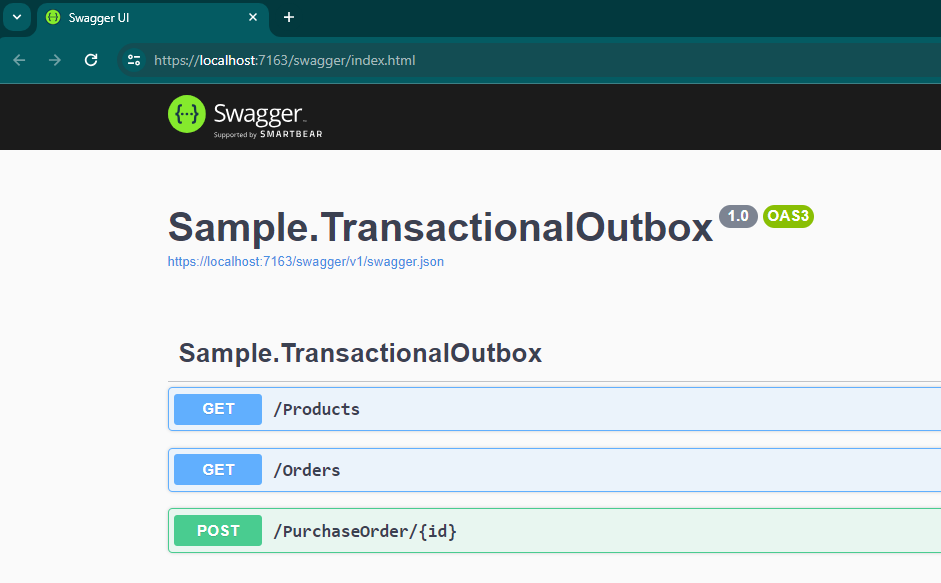 Swagger UI
https://localhost:7163/swagger/index.html
Swagger
Supported by SMARTBEAR
Sample.TransactionalOutbox 1.0 OAS3
https://localhost:7163/swagger/v1/swagger.json
Sample.TransactionalOutbox
GET /Products
GET /Orders
POST /PurchaseOrder/{id}